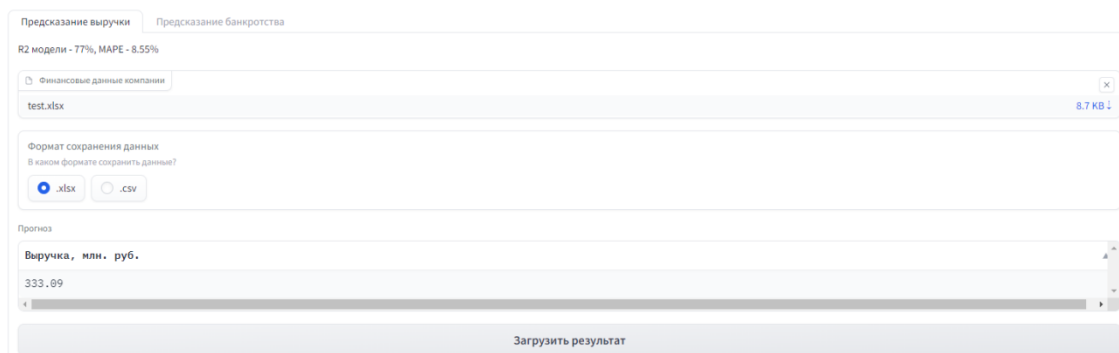 Предсказание выручки Предсказание банкротства
R2 модели - 77%, MAPE - 8.55%
Финансовые данные компании
test.xlsx 8.7 KB ↓
Формат сохранения данных
В каком формате сохранить данные?
.xlsx .csv
Прогноз
Выручка, млн. руб.
333.09
Загрузить результат